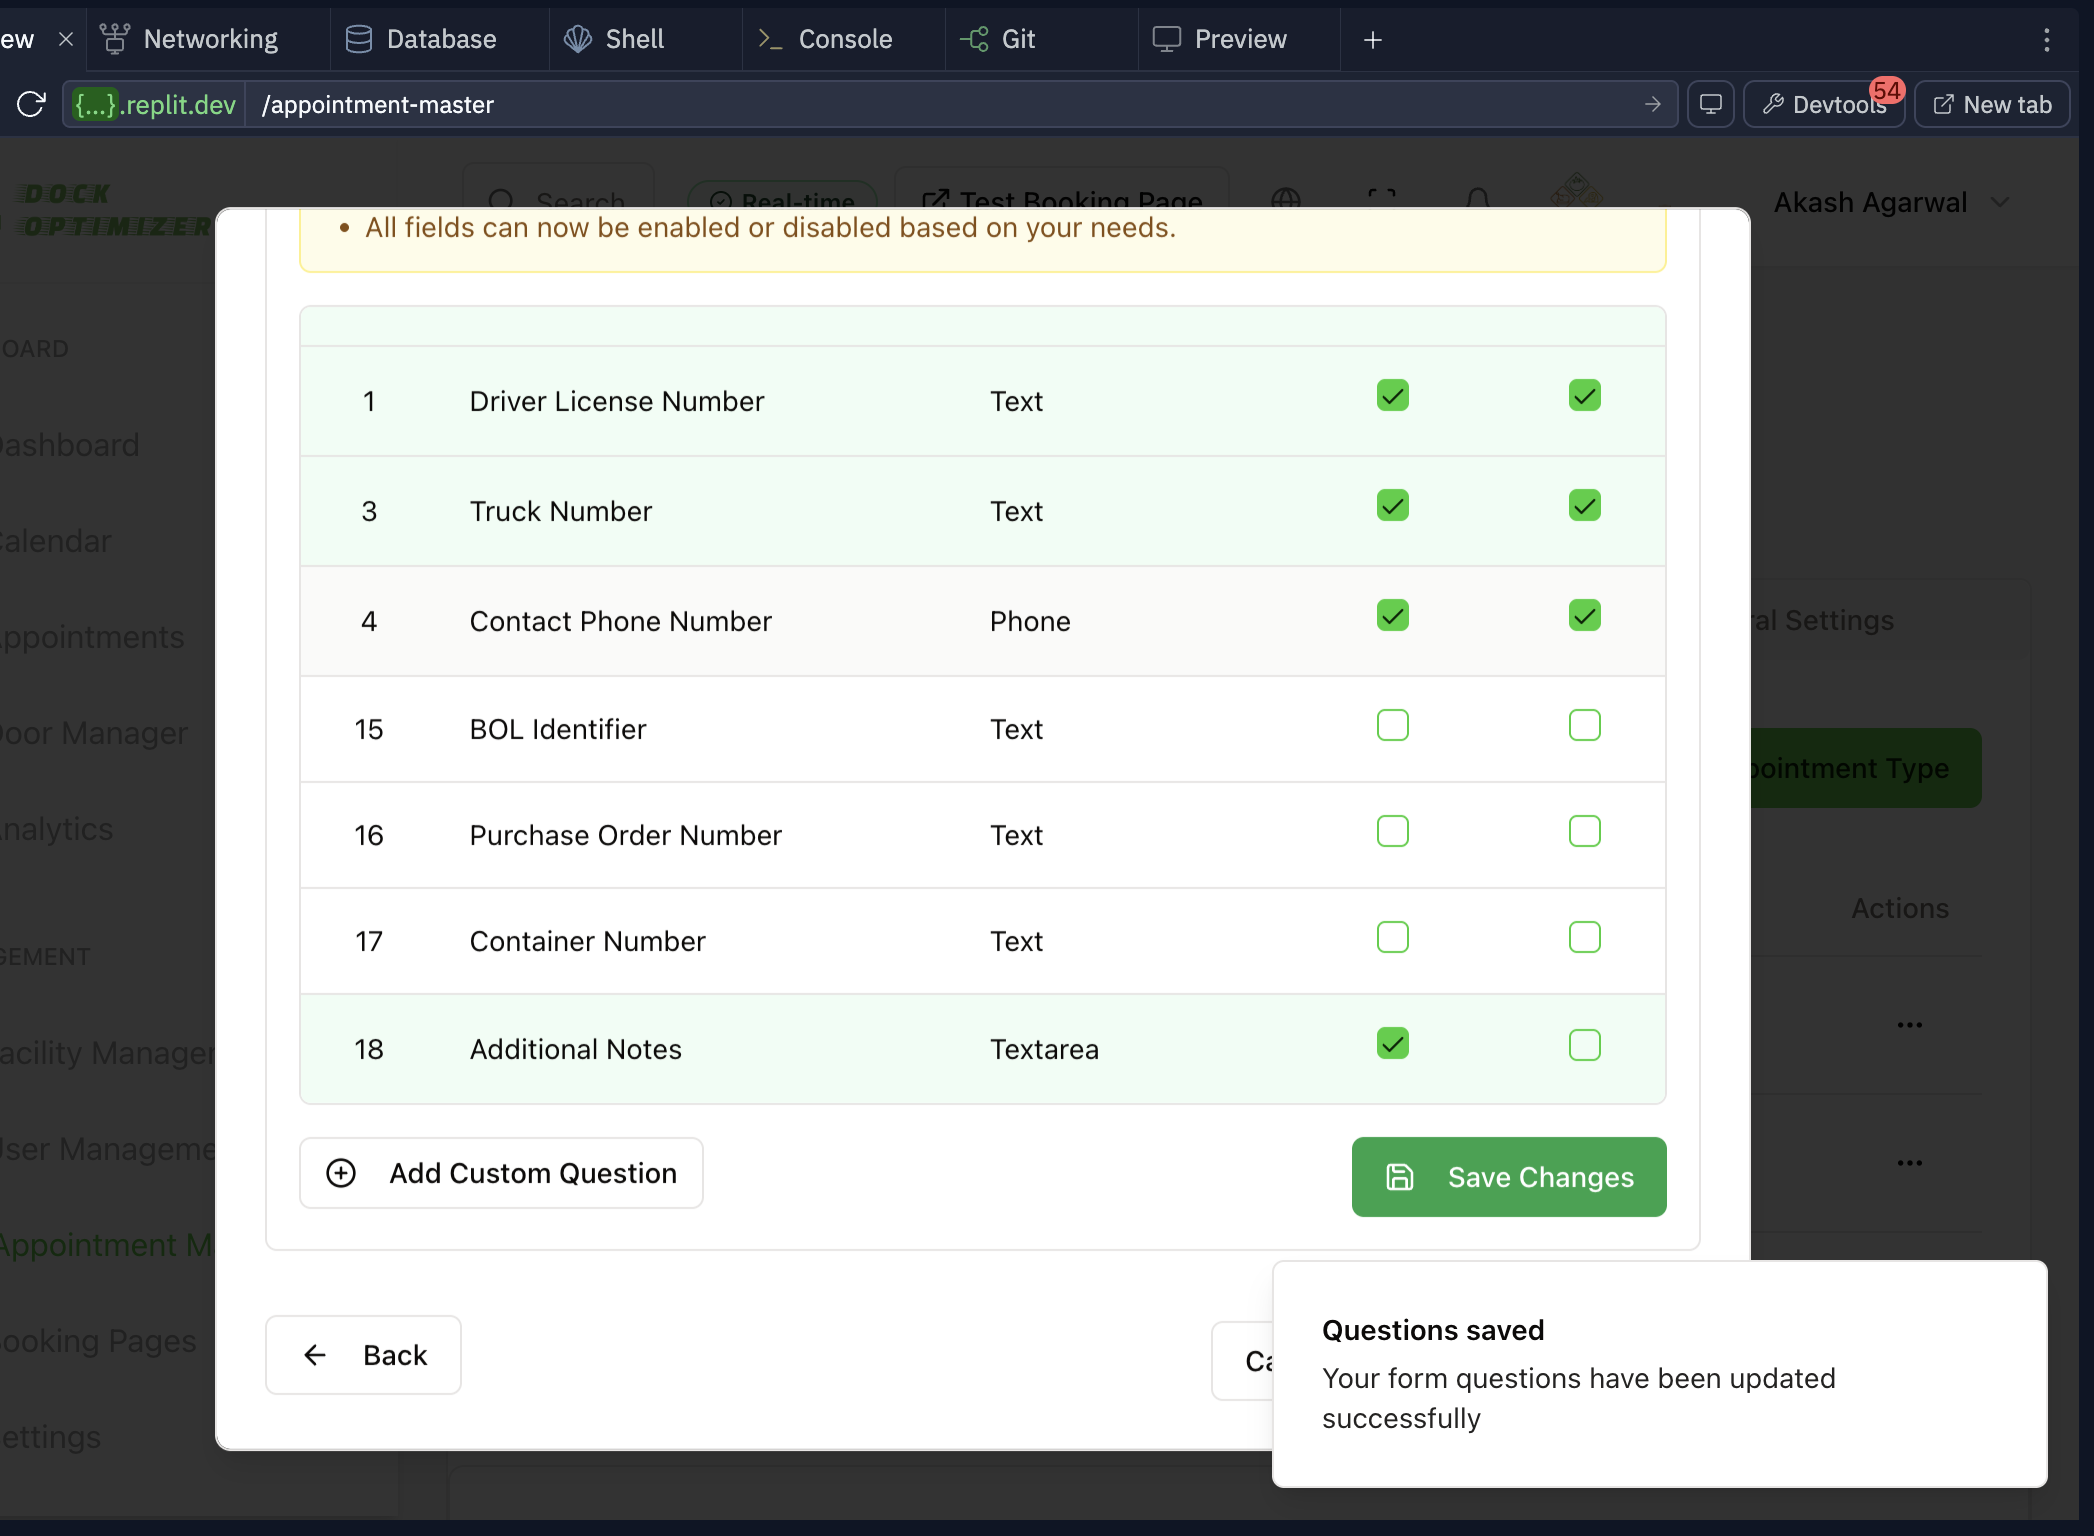 ew
Networking
Database
Shell
Console
Git
Preview
{...}.replit.dev
/appointment-master
Devtools
54
New tab
DOCK
OPTIMIZER
Search
Real-time
Test Booking Page
Akash Agarwal
• All fields can now be enabled or disabled based on your needs.
OARD
ashboard
alendar
ppointments
oor Manager
nalytics
GEMENT
acility Manager
ser Manageme
Appointment M
ooking Pages
ettings
1 Driver License Number Text
3 Truck Number Text
4 Contact Phone Number Phone
15 BOL Identifier Text
16 Purchase Order Number Text
17 Container Number Text
18 Additional Notes Textarea
ral Settings
pointment Type
Actions
Add Custom Question
Save Changes
Back
Ca
Questions saved
Your form questions have been updated
successfully